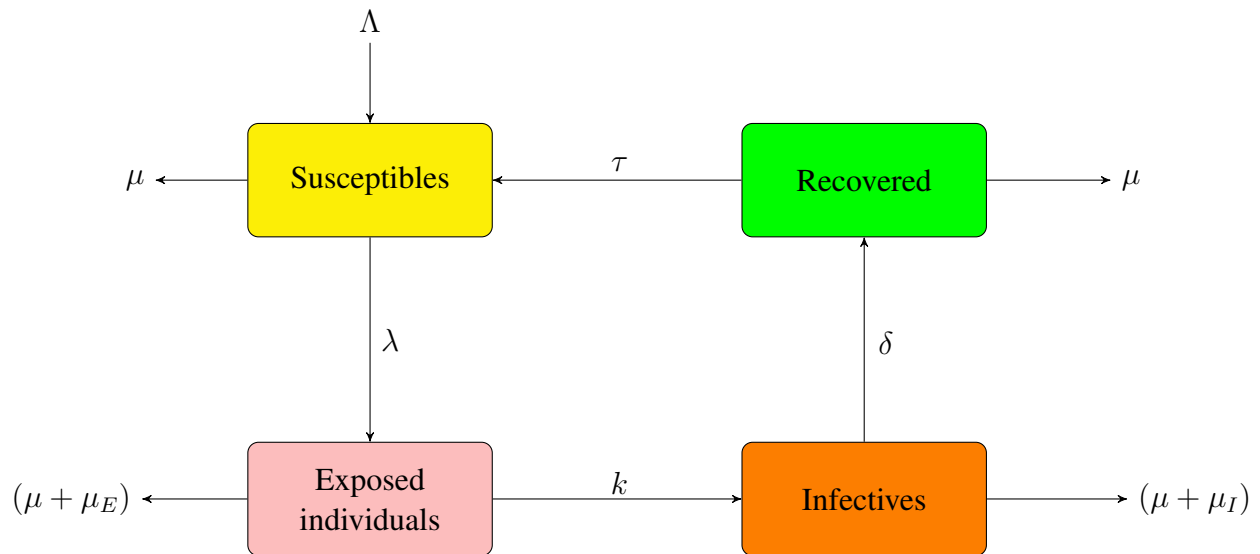 Λ
μ
Susceptibles
τ
Recovered
μ
λ
δ
(μ + μ_E)
Exposed
individuals
k
Infectives
(μ + μ_I)